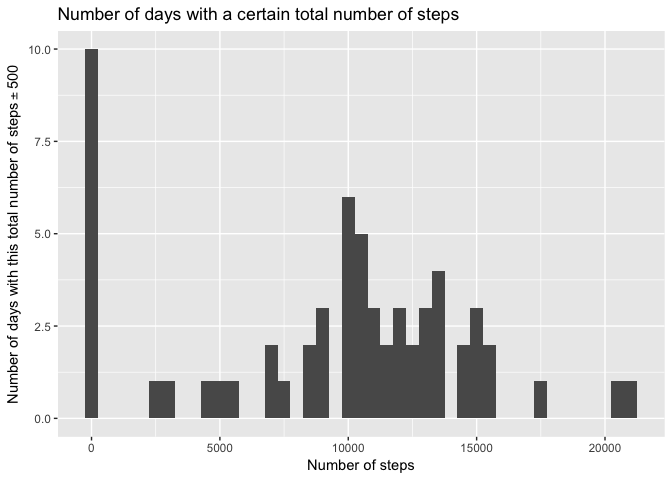 Number of days with a certain total number of steps
Number of days with this total number of steps ± 500
10.0
7.5
5.0
2.5
0.0
0 5000 10000 15000 20000
Number of steps